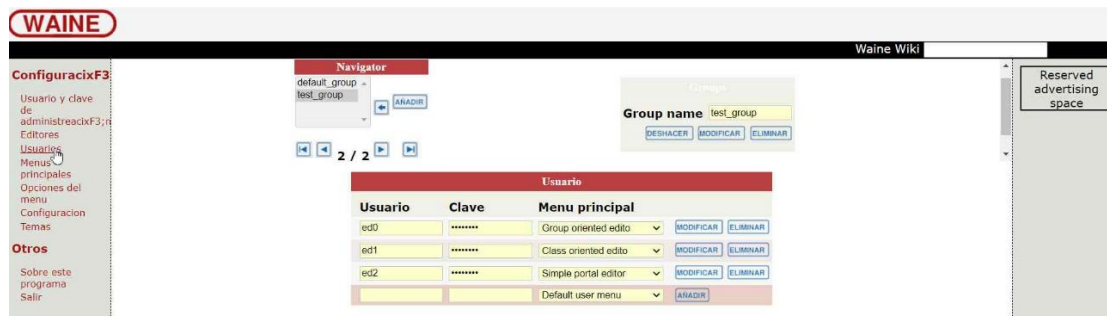 WAINE
Waine Wiki
ConfiguracixF3
Usuario y clave
de
administreacixF3;n
Editores
Usuaries
Menus
principales
Opciones del
menu
Configuracion
Temas
Otros
Sobre este
programa
Salir
Navigator
default_group
test_group
AÑADIR
2 / 2
Groups
Group name test_group
DESHACER MODIFICAR ELIMINAR
Usuario
Usuario Clave Menu principal
ed0 •••••••• Group oriented edito MODIFICAR ELIMINAR
ed1 •••••••• Class oriented edito MODIFICAR ELIMINAR
ed2 •••••••• Simple portal editor MODIFICAR ELIMINAR
Default user menu AÑADIR
Reserved
advertising
space